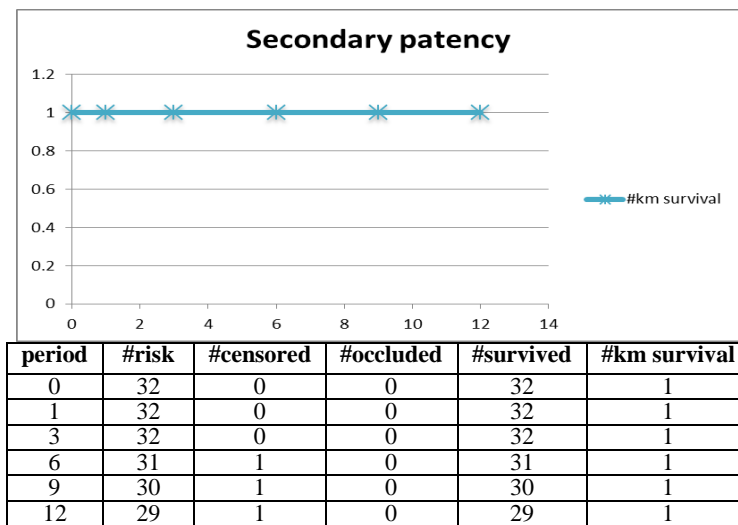 Secondary patency
1.2
1
0.8
0.6
0.4
0.2
0
0 2 4 6 8 10 12 14
#km survival
period #risk #censored #occluded #survived #km survival
0 32 0 0 32 1
1 32 0 0 32 1
3 32 0 0 32 1
6 31 1 0 31 1
9 30 1 0 30 1
12 29 1 0 29 1